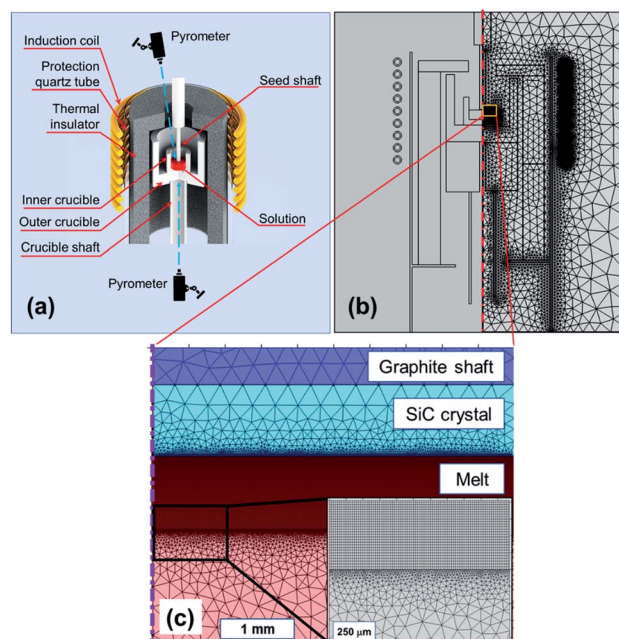 Pyrometer
Induction coil
Protection
quartz tube
Thermal
insulator
Seed shaft
Inner crucible
Outer crucible
Crucible shaft
Solution
Pyrometer
(a)
(b)
Graphite shaft
SiC crystal
Melt
(c)
1 mm
250 μm